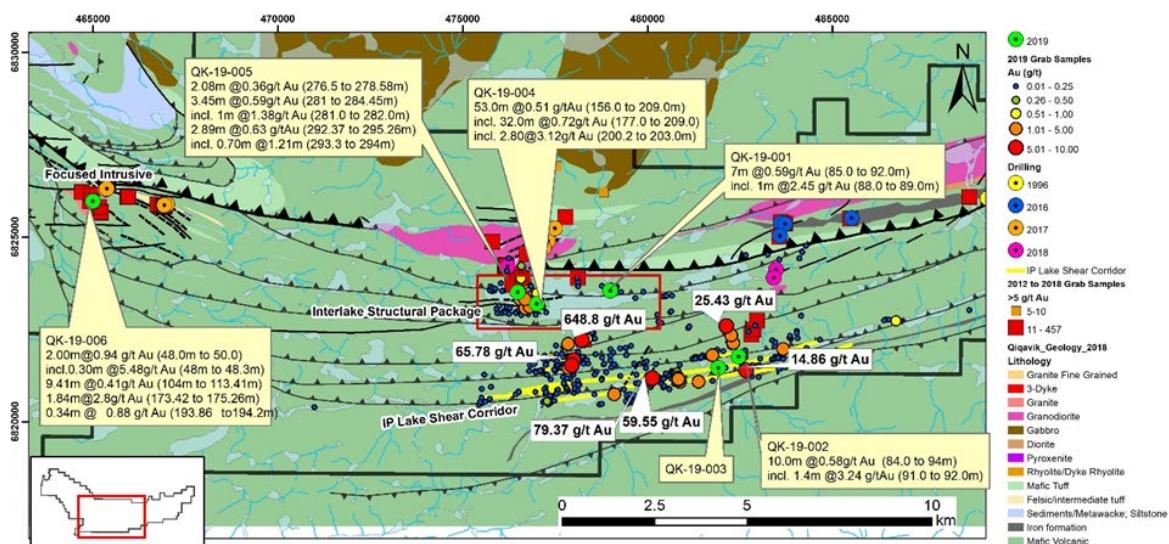 465000
470000
475000
480000
485000
6830000
6825000
6820000
N
QK-19-005
2.08m @0.36g/t Au (276.5 to 278.58m)
3.45m @0.59g/t Au (281 to 284.45m)
incl. 1m @1.38g/t Au (281.0 to 282.0m)
2.89m @0.63 g/tAu (292.37 to 295.26m)
incl. 0.70m @1.21m (293.3 to 294m)
QK-19-004
53.0m @0.51 g/tAu (156.0 to 209.0m)
incl. 32.0m @0.72g/t Au (177.0 to 209.0)
incl. 2.80@3.12g/t Au (200.2 to 203.0m)
QK-19-001
7m @0.59g/t Au (85.0 to 92.0m)
incl. 1m @2.45 g/t Au (88.0 to 89.0m)
Focused Intrusive
Interlake Structural Package
648.8 g/t Au
25.43 g/t Au
65.78 g/t Au
14.86 g/t Au
IP Lake Shear Corridor
79.37 g/t Au
59.55 g/t Au
QK-19-006
2.00m @0.94 g/t Au (48.0m to 50.0)
incl.0.30m @5.48g/t Au (48m to 48.3m)
9.41m @0.41g/t Au (104m to 113.41m)
1.84m @2.8g/t Au (173.42 to 175.26m)
0.34m @ 0.88 g/t Au (193.86 to194.2m)
QK-19-003
QK-19-002
10.0m @0.58g/t Au (84.0 to 94m)
incl. 1.4m @3.24 g/tAu (91.0 to 92.0m)
0 2.5 5 10
km
2019
2019 Grab Samples
Au (g/t)
0.01 - 0.25
0.26 - 0.50
0.51 - 1.00
1.01 - 5.00
5.01 - 10.00
Drilling
1996
2016
2017
2018
IP Lake Shear Corridor
2012 to 2018 Grab Samples
>5 g/t Au
5-10
11 - 457
Qiqavik_Geology_2018
Lithology
Granite Fine Grained
3-Dyke
Granite
Granodiorite
Gabbro
Diorite
Pyroxenite
Rhyolite/Dyke Rhyolite
Mafic Tuff
Felsic/intermediate tuff
Sediments/Metawacke; Siltstone
Iron formation
Mafic Volcanic